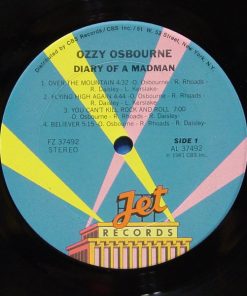 Distributed by CBS Records / CBS Inc. / 51 W. 52 Street, New York, N.Y.
OZZY OSBOURNE
DIARY OF A MADMAN
1. OVER THE MOUNTAIN 4:32 O. Osbourne - R. Rhoads -
R. Daisley - L. Kerslake
2. FLYING HIGH AGAIN 4:44 O. Osbourne - R. Rhoads -
R. Daisley - L. Kerslake
3. YOU CAN'T KILL ROCK AND ROLL 7:00
O. Osbourne - R. Rhoads - R. Daisley
4. BELIEVER 5:15 O. Osbourne - R. Rhoads - R. Daisley
FZ 37492
STEREO
SIDE 1
AL 37492
℗ 1981 CBS Inc.
Jet
RECORDS